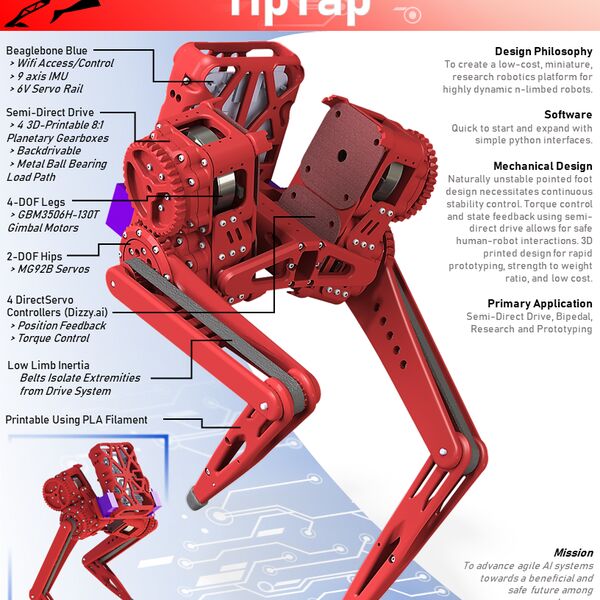 TipTap
Beaglebone Blue
> Wifi Access/Control
> 9 axis IMU
> 6V Servo Rail
Semi-Direct Drive
> 4 3D-Printable 8:1
Planetary Gearboxes
> Backdrivable
> Metal Ball Bearing
Load Path
4-DOF Legs
> GBM3506H-130T
Gimbal Motors
2-DOF Hips
> MG92B Servos
4 DirectServo
Controllers (Dizzy.ai)
> Position Feedback
> Torque Control
Low Limb Inertia
Belts Isolate Extremities
from Drive System
Printable Using PLA Filament
Design Philosophy
To create a low-cost, miniature,
research robotics platform for
highly dynamic n-limbed robots.
Software
Quick to start and expand with
simple python interfaces.
Mechanical Design
Naturally unstable pointed foot
design necessitates continuous
stability control. Torque control
and state feedback using semi-
direct drive allows for safe
human-robot interactions. 3D
printed design for rapid
prototyping, strength to weight
ratio, and low cost.
Primary Application
Semi-Direct Drive, Bipedal,
Research and Prototyping
Mission
To advance agile AI systems
towards a beneficial and
safe future among